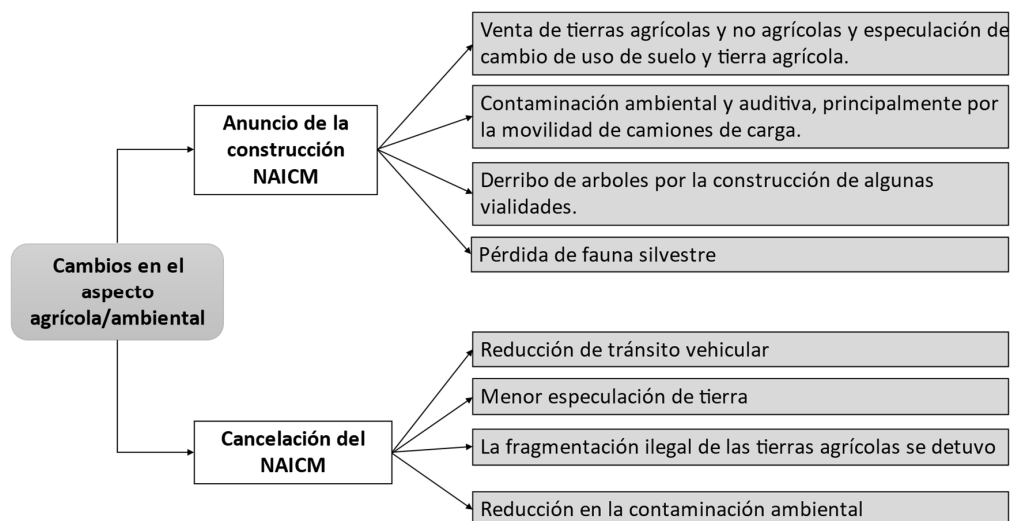 Venta de tierras agrícolas y no agrícolas y especulación de
cambio de uso de suelo y tierra agrícola.
Contaminación ambiental y auditiva, principalmente por
la movilidad de camiones de carga.
Anuncio de la
construcción
NAICM
Derribo de arboles por la construcción de algunas
vialidades.
Pérdida de fauna silvestre
Cambios en el
aspecto
agrícola/ambiental
Reducción de tránsito vehicular
Menor especulación de tierra
Cancelación del
NAICM
La fragmentación ilegal de las tierras agrícolas se detuvo
Reducción en la contaminación ambiental